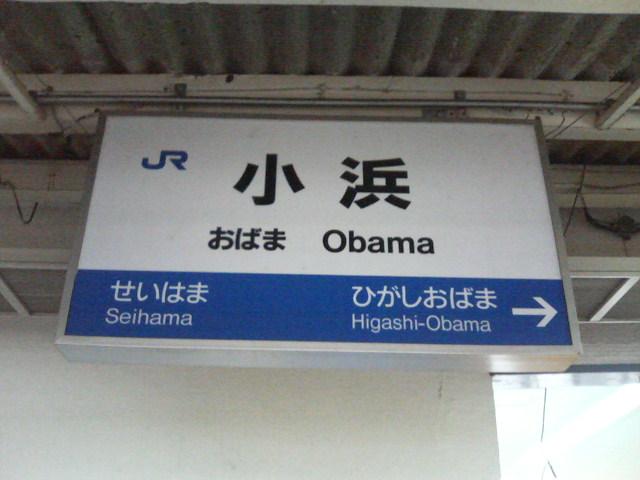 JR
小浜
おばま Obama
せいはま ひがしおばま →
Seihama Higashi-Obama